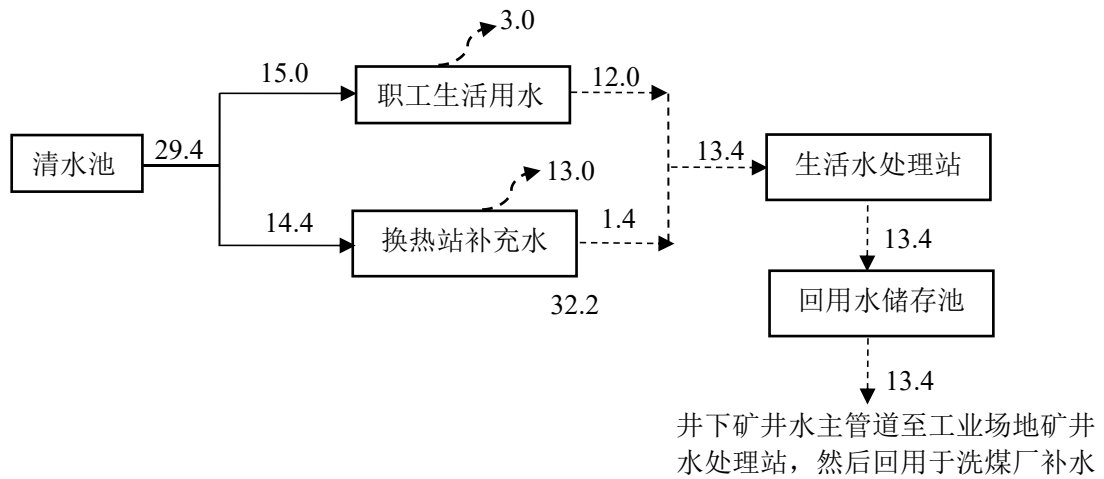 3.0
15.0
职工生活用水
12.0
清水池
29.4
13.4
生活水处理站
13.0
14.4
换热站补充水
1.4
13.4
32.2
回用水储存池
13.4
井下矿井水主管道至工业场地矿井
水处理站，然后回用于洗煤厂补水